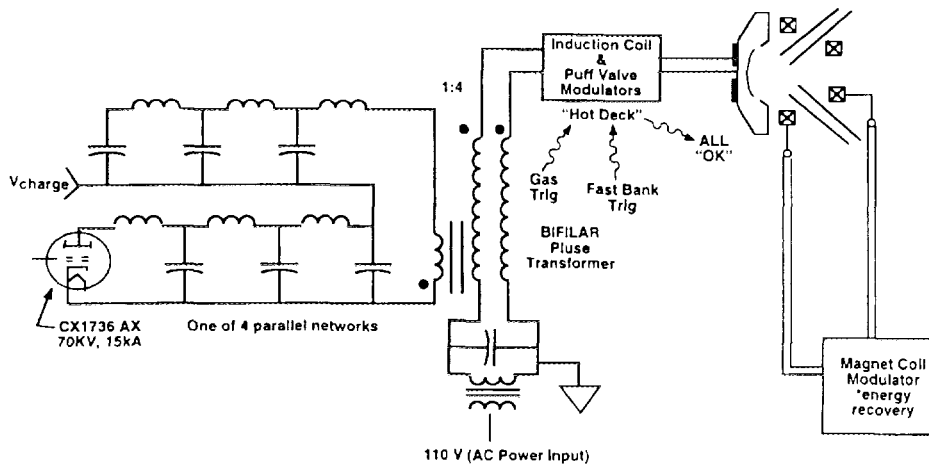 Induction Coil
&
Puff Valve
Modulators
1:4
"Hot Deck"
ALL
"OK"
Gas
Trig
Fast Bank
Trig
Vcharge
BIFILAR
Pluse
Transformer
CX1736 AX
70KV, 15kA
One of 4 parallel networks
Magnet Coil
Modulator
*energy
recovery
110 V (AC Power Input)